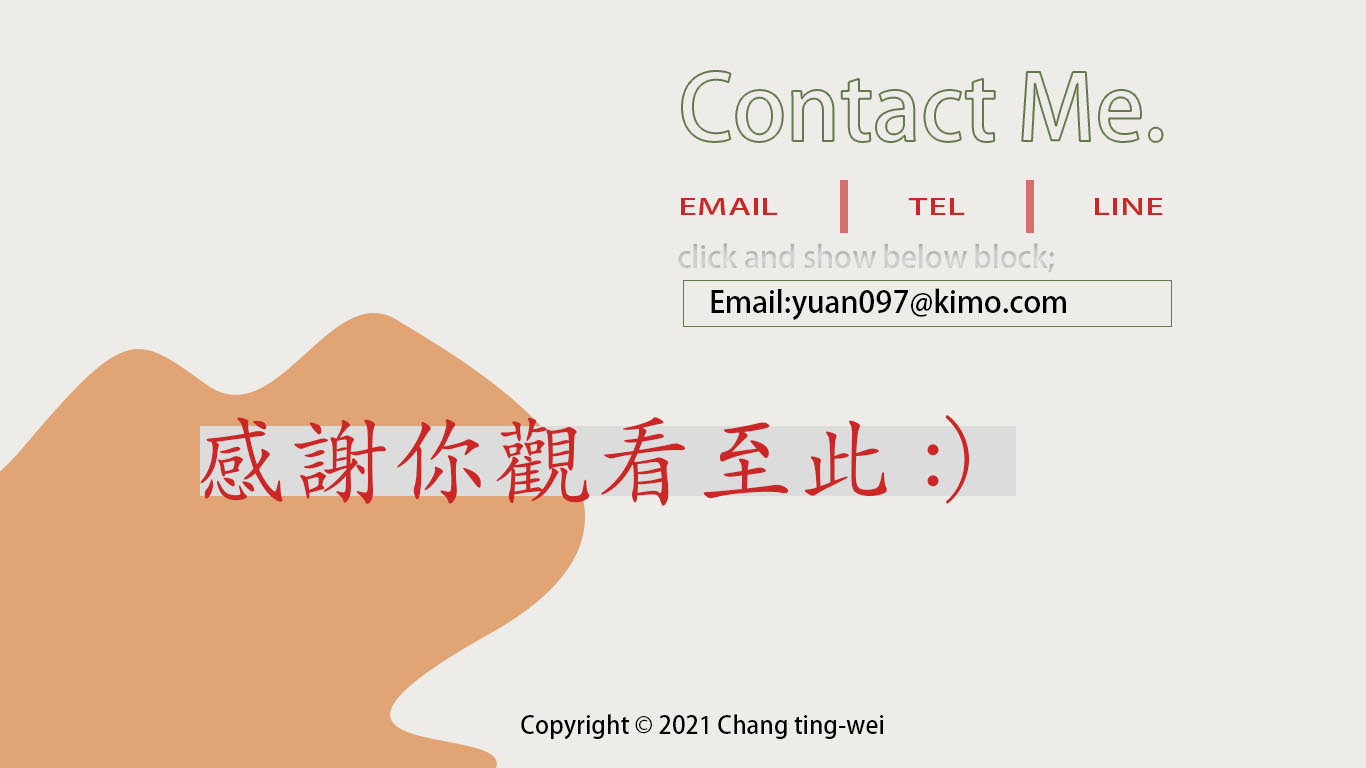 Contact Me.
EMAIL TEL LINE
click and show below block;
Email:yuan097@kimo.com
感謝你觀看至此 :)
Copyright © 2021 Chang ting-wei